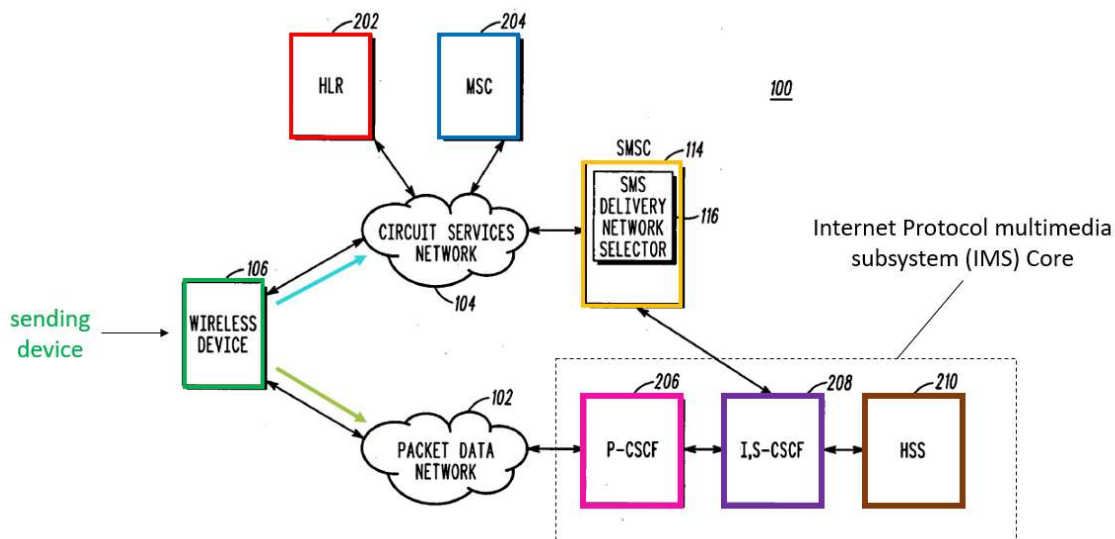 202
204
HLR
MSC
100
SMSC
114
SMS
DELIVERY
NETWORK
SELECTOR
116
CIRCUIT SERVICES
NETWORK
104
Internet Protocol multimedia
subsystem (IMS) Core
106
sending
device
WIRELESS
DEVICE
102
PACKET DATA
NETWORK
206
208
210
P-CSCF
I,S-CSCF
HSS